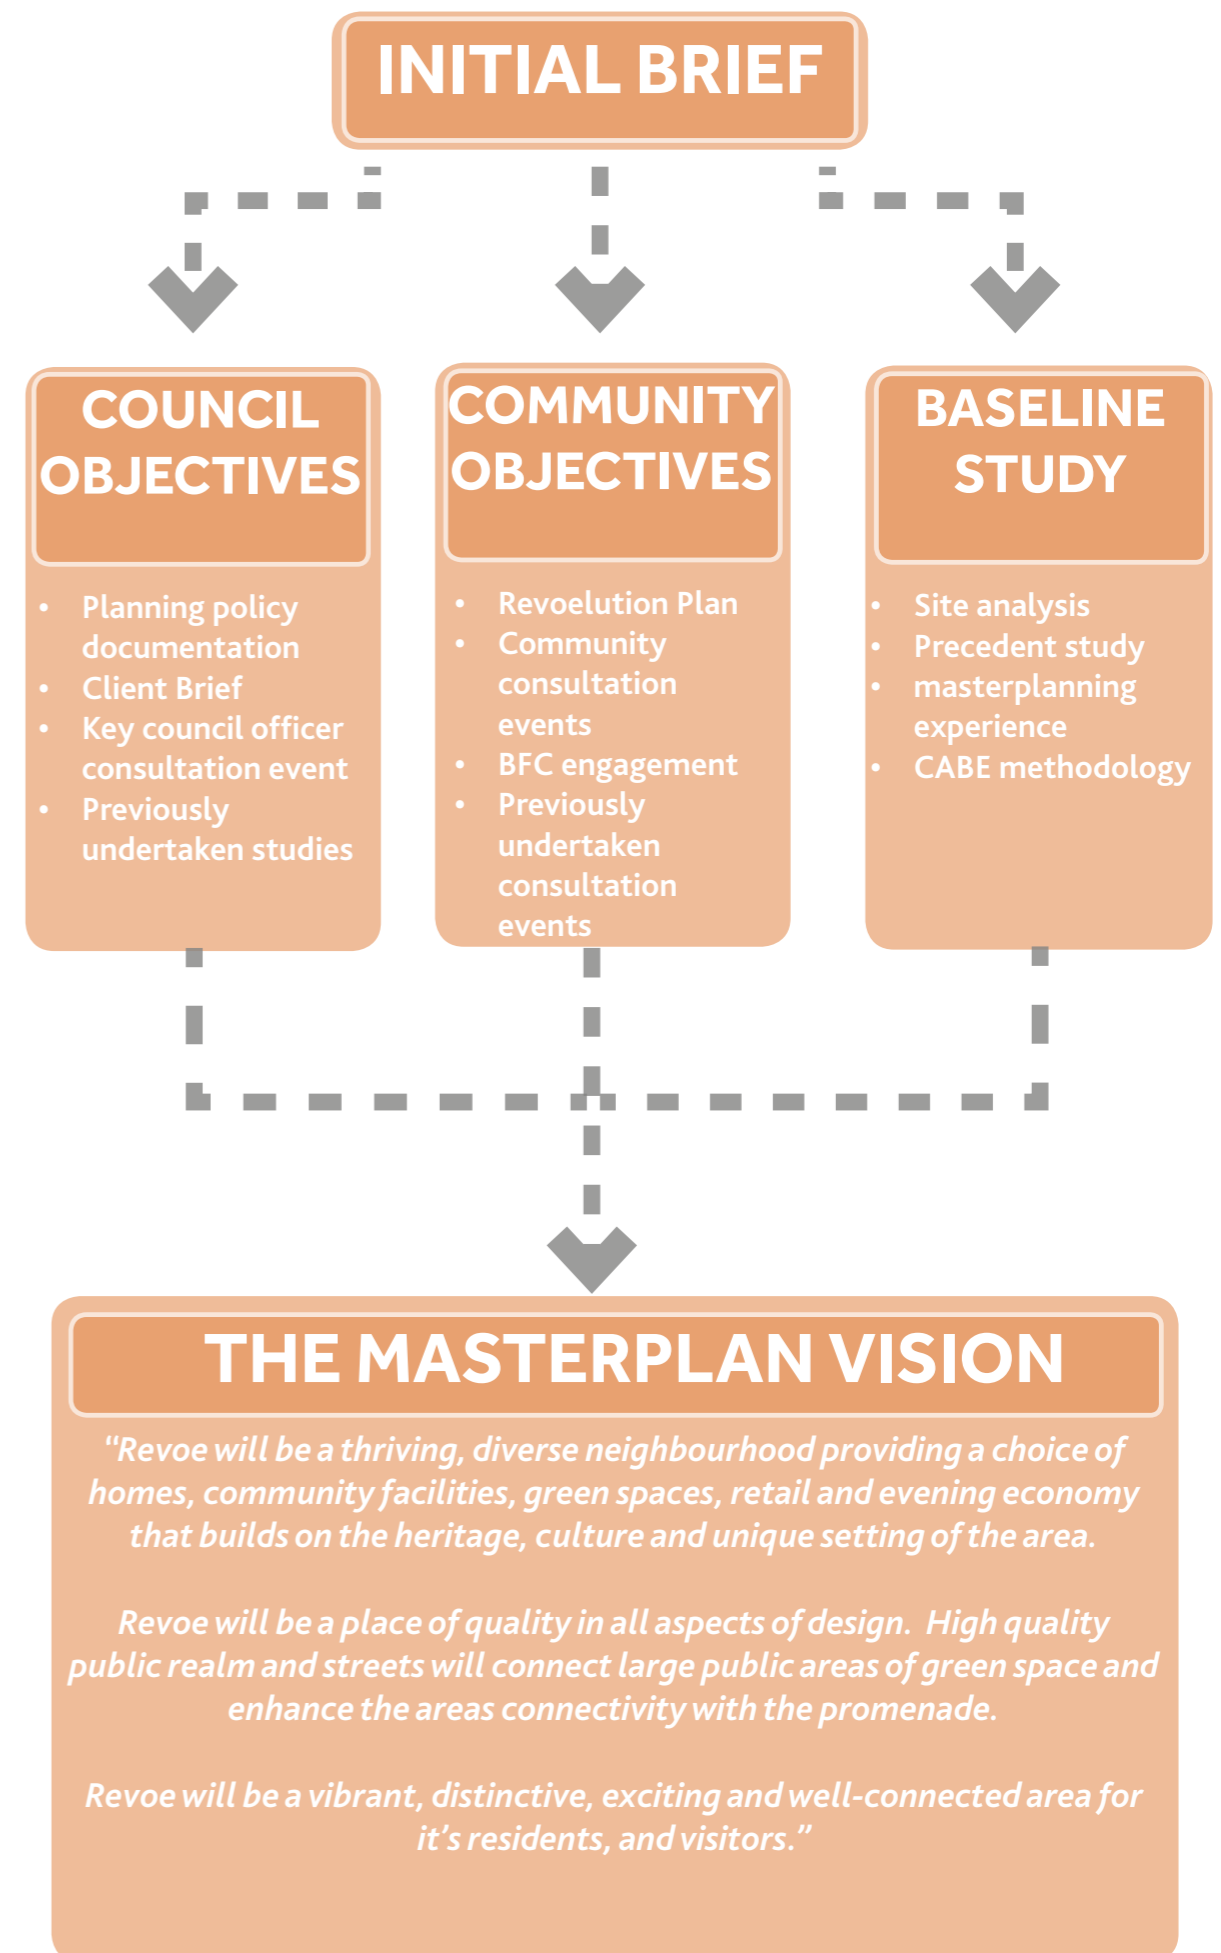 INITIAL BRIEF
COUNCIL
OBJECTIVES
• Planning policy
documentation
• Client Brief
• Key council officer
consultation event
• Previously
undertaken studies
COMMUNITY
OBJECTIVES
• Revoelution Plan
• Community
consultation
events
• BFC engagement
• Previously
undertaken
consultation
events
BASELINE
STUDY
• Site analysis
• Precedent study
• masterplanning
experience
• CABE methodology
THE MASTERPLAN VISION
“Revoe will be a thriving, diverse neighbourhood providing a choice of
homes, community facilities, green spaces, retail and evening economy
that builds on the heritage, culture and unique setting of the area.
Revoe will be a place of quality in all aspects of design. High quality
public realm and streets will connect large public areas of green space and
enhance the areas connectivity with the promenade.
Revoe will be a vibrant, distinctive, exciting and well-connected area for
it’s residents, and visitors.”